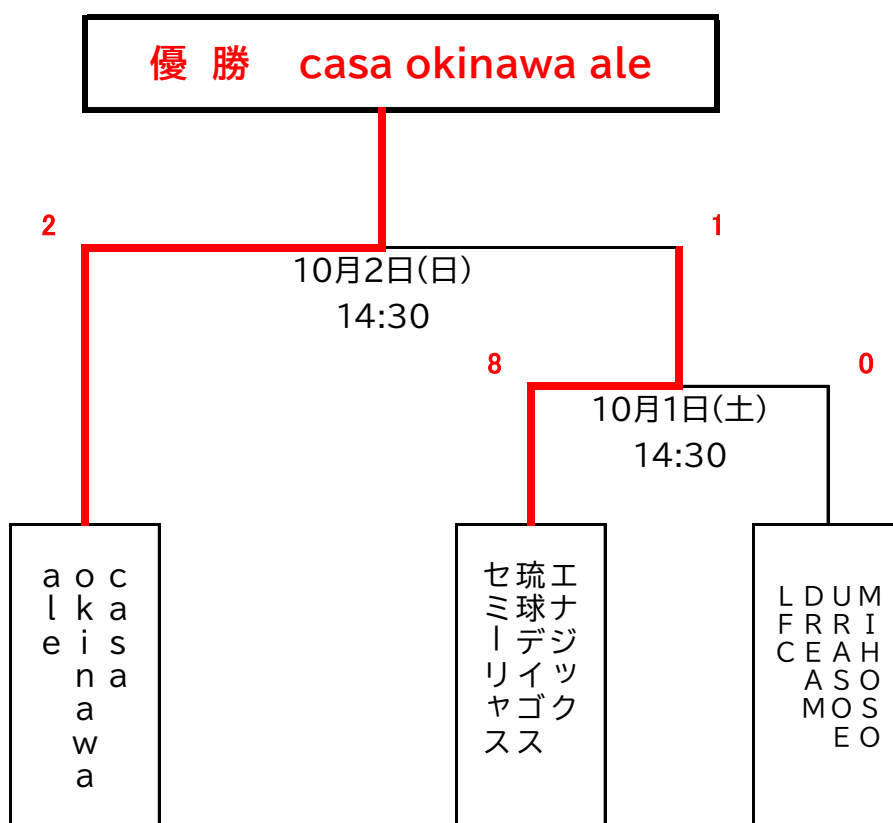 優 勝　casa okinawa ale
2
1
10月2日(日)
14:30
8
0
10月1日(土)
14:30
casa
okinawa
ale
エナジック
琉球デイゴス
セミーリャス
MIHOSO
URASOE
DREAM
LFC